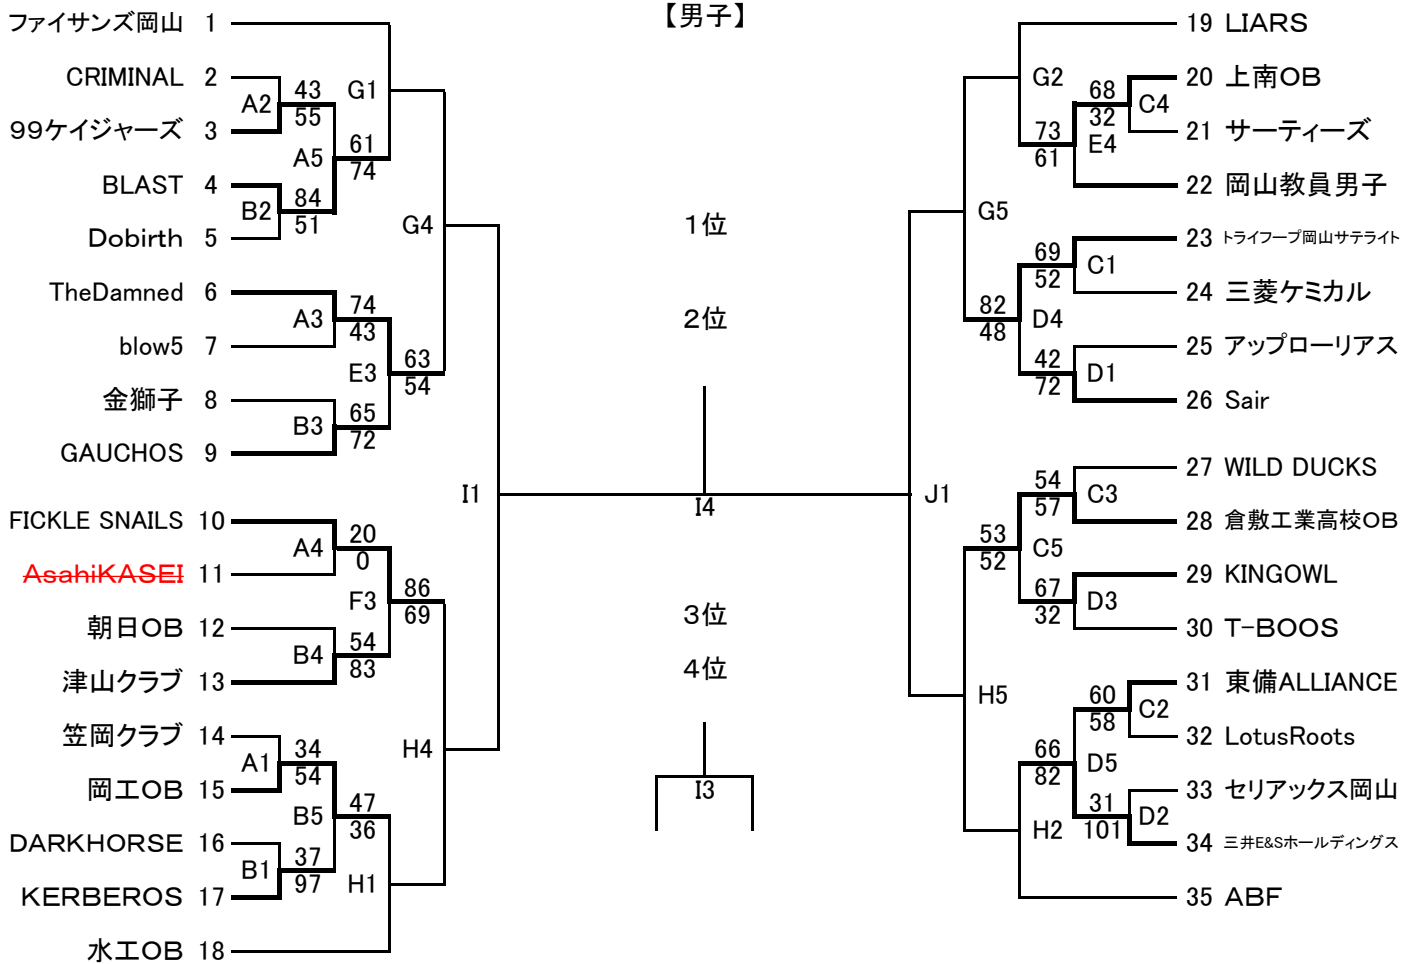 【男子】
ファイサンズ岡山 1
CRIMINAL 2
99ケイジャーズ 3
BLAST 4
Dobirth 5
TheDamned 6
blow5 7
金獅子 8
GAUCHOS 9
FICKLE SNAILS 10
AsahiKASEI 11
朝日OB 12
津山クラブ 13
笠岡クラブ 14
岡工OB 15
DARKHORSE 16
KERBEROS 17
水工OB 18
A2
43
55
B2
84
51
A5
61
74
G1
A3
74
43
B3
65
72
E3
63
54
G4
A4
20
0
B4
54
83
F3
86
69
A1
34
54
B1
37
97
B5
47
36
H1
H4
I1
1位
2位
I4
3位
4位
I3
19 LIARS
20 上南OB
21 サーティーズ
22 岡山教員男子
23 トライフープ岡山サテライト
24 三菱ケミカル
25 アップローリアス
26 Sair
27 WILD DUCKS
28 倉敷工業高校OB
29 KINGOWL
30 T-BOOS
31 東備ALLIANCE
32 LotusRoots
33 セリアックス岡山
34 三井E&Sホールディングス
35 ABF
G2
68
32
C4
73
61
E4
G5
69
52
C1
82
48
D4
42
72
D1
J1
54
57
C3
53
52
C5
67
32
D3
H5
60
58
C2
66
82
D5
31
101
D2
H2